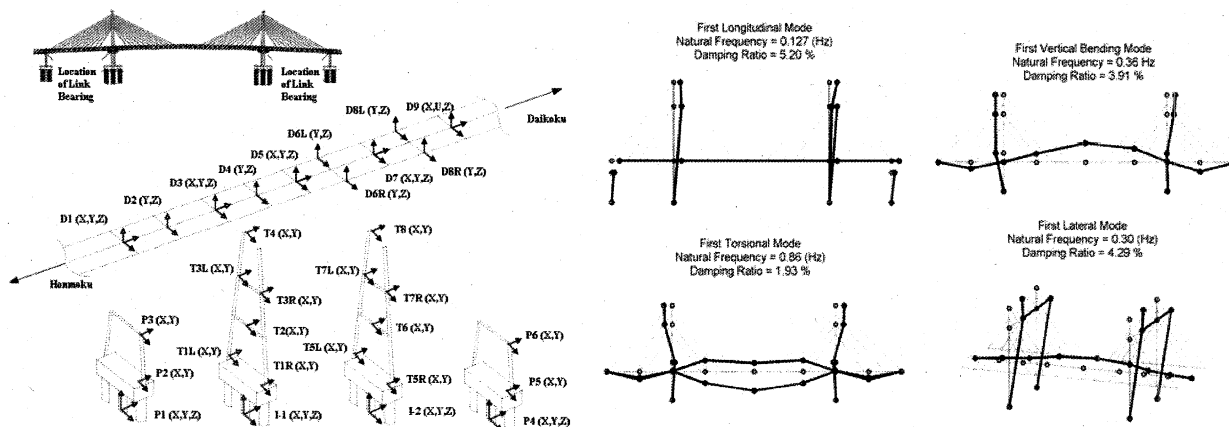 Location
of Link
Bearing
Location
of Link
Bearing
Daikoku
Honmoku
D1 (X,Y,Z)
D2 (Y,Z)
D3 (X,Y,Z)
D4 (Y,Z)
D5 (X,Y,Z)
D6L (Y,Z)
D8L (Y,Z)
D9 (X,U,Z)
D6R (Y,Z)
D7 (X,Y,Z)
D8R (Y,Z)
T4 (X,Y)
T8 (X,Y)
T3L (X,Y)
T3R (X,Y)
T7L (X,Y)
T7R (X,Y)
P3 (X,Y)
T2(X,Y)
T6 (X,Y)
P6 (X,Y)
T1L (X,Y)
T1R (X,Y)
T5L (X,Y)
T5R (X,Y)
P2 (X,Y)
P5 (X,Y)
P1 (X,Y,Z)
I-1 (X,Y,Z)
I-2 (X,Y,Z)
P4 (X,Y,Z)
First Longitudinal Mode
Natural Frequency = 0.127 (Hz)
Damping Ratio = 5.20 %
First Vertical Bending Mode
Natural Frequency = 0.36 Hz
Damping Ratio = 3.91 %
First Torsional Mode
Natural Frequency = 0.86 (Hz)
Damping Ratio = 1.93 %
First Lateral Mode
Natural Frequency = 0.30 (Hz)
Damping Ratio = 4.29 %